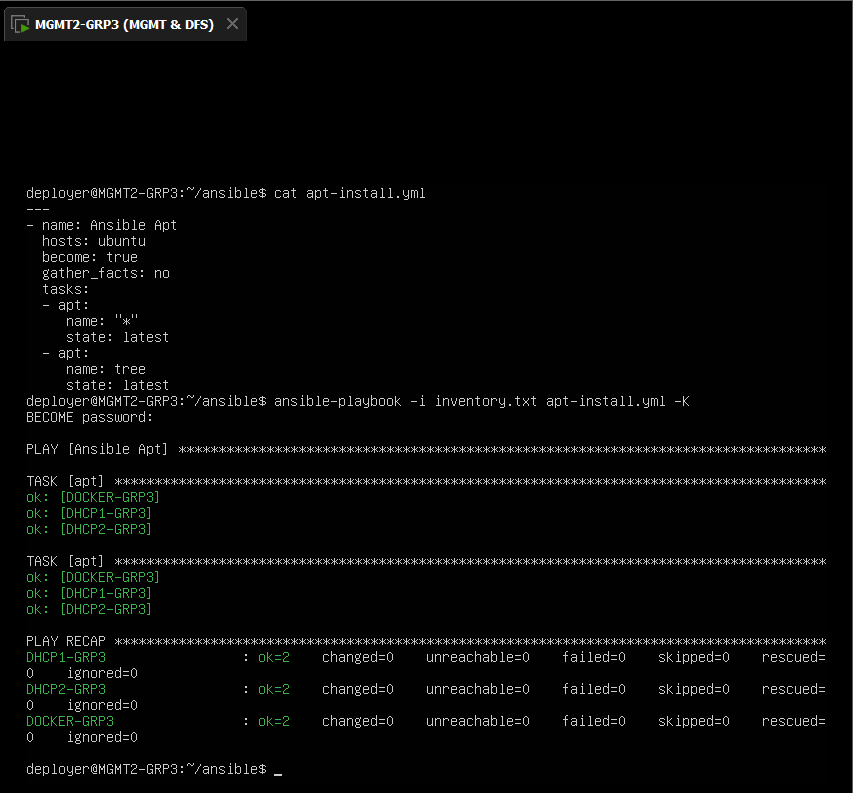 MGMT2-GRP3 (MGMT & DFS)
deployer@MGMT2-GRP3:~/ansible$ cat apt-install.yml
---
- name: Ansible Apt
  hosts: ubuntu
  become: true
  gather_facts: no
  tasks:
  - apt:
     name: "*"
     state: latest
  - apt:
     name: tree
     state: latest
deployer@MGMT2-GRP3:~/ansible$ ansible-playbook -i inventory.txt apt-install.yml -K
BECOME password:
PLAY [Ansible Apt] *********************************************************************************
TASK [apt] *****************************************************************************************
ok: [DOCKER-GRP3]
ok: [DHCP1-GRP3]
ok: [DHCP2-GRP3]
TASK [apt] *****************************************************************************************
ok: [DOCKER-GRP3]
ok: [DHCP1-GRP3]
ok: [DHCP2-GRP3]
PLAY RECAP *****************************************************************************************
DHCP1-GRP3                 : ok=2    changed=0    unreachable=0    failed=0    skipped=0    rescued=
0    ignored=0
DHCP2-GRP3                 : ok=2    changed=0    unreachable=0    failed=0    skipped=0    rescued=
0    ignored=0
DOCKER-GRP3                : ok=2    changed=0    unreachable=0    failed=0    skipped=0    rescued=
0    ignored=0
deployer@MGMT2-GRP3:~/ansible$ _